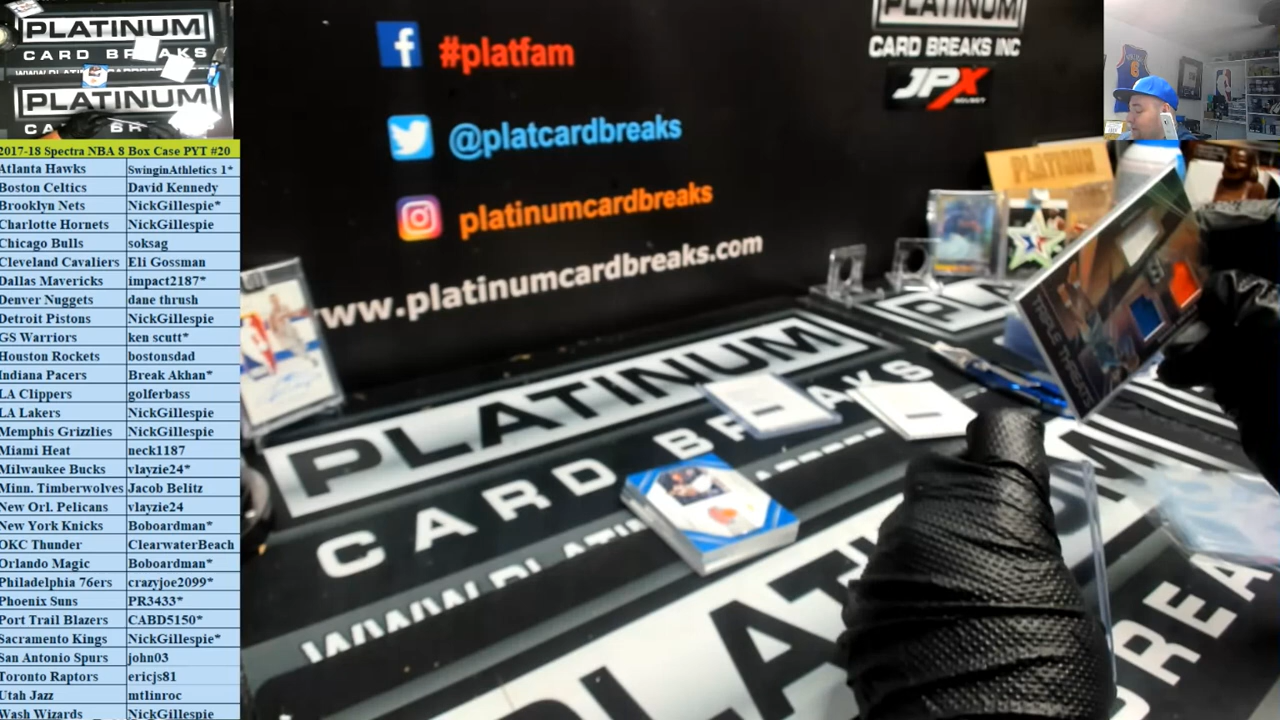 PLATINUM
CARD BREAKS
PLATINUM
2017-18 Spectra NBA 8 Box Case PYT #20
Atlanta Hawks SwinginAthletics 1*
Boston Celtics David Kennedy
Brooklyn Nets NickGillespie*
Charlotte Hornets NickGillespie
Chicago Bulls soksag
Cleveland Cavaliers Eli Gossman
Dallas Mavericks impact2187*
Denver Nuggets dane thrush
Detroit Pistons NickGillespie
GS Warriors ken scutt*
Houston Rockets bostonsdad
Indiana Pacers Break Akhan*
LA Clippers golferbass
LA Lakers NickGillespie
Memphis Grizzlies NickGillespie
Miami Heat neck1187
Milwaukee Bucks vlayzie24*
Minn. Timberwolves Jacob Belitz
New Orl. Pelicans vlayzie24
New York Knicks Boboardman*
OKC Thunder ClearwaterBeach
Orlando Magic Boboardman*
Philadelphia 76ers crazyjoe2099*
Phoenix Suns PR3433*
Port Trail Blazers CABD5150*
Sacramento Kings NickGillespie*
San Antonio Spurs john03
Toronto Raptors ericjs81
Utah Jazz mtlinroc
Wash Wizards NickGillespie
#platfam
@platcardbreaks
platinumcardbreaks
www.platinumcardbreaks.com
PLATINUM
CARD BREAKS INC
JPX
PLATINUM
TRIPLE THREATS
PLATINUM
CARD BREAKS